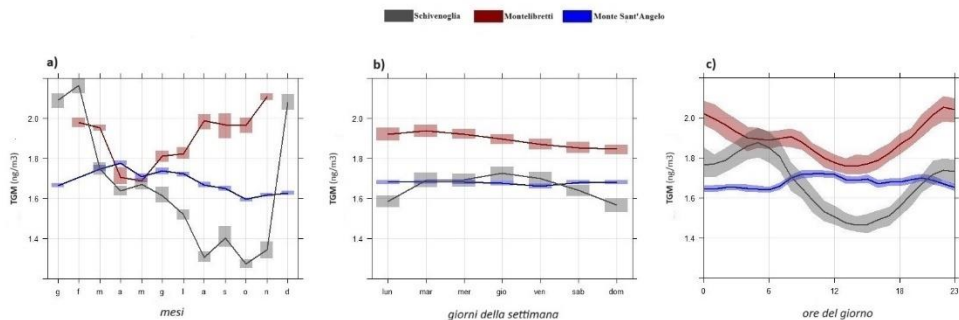 Schivenoglia Montelibretti Monte Sant'Angelo
a) b) c)
2.0
1.8
1.6
1.4
TGM (ng/m3)
g f m a m g l a s o n d
mesi
2.0
1.8
1.6
1.4
TGM (ng/m3)
lun mar mer gio ven sab dom
giorni della settimana
2.0
1.8
1.6
1.4
TGM (ng/m3)
0 6 12 18 23
ore del giorno